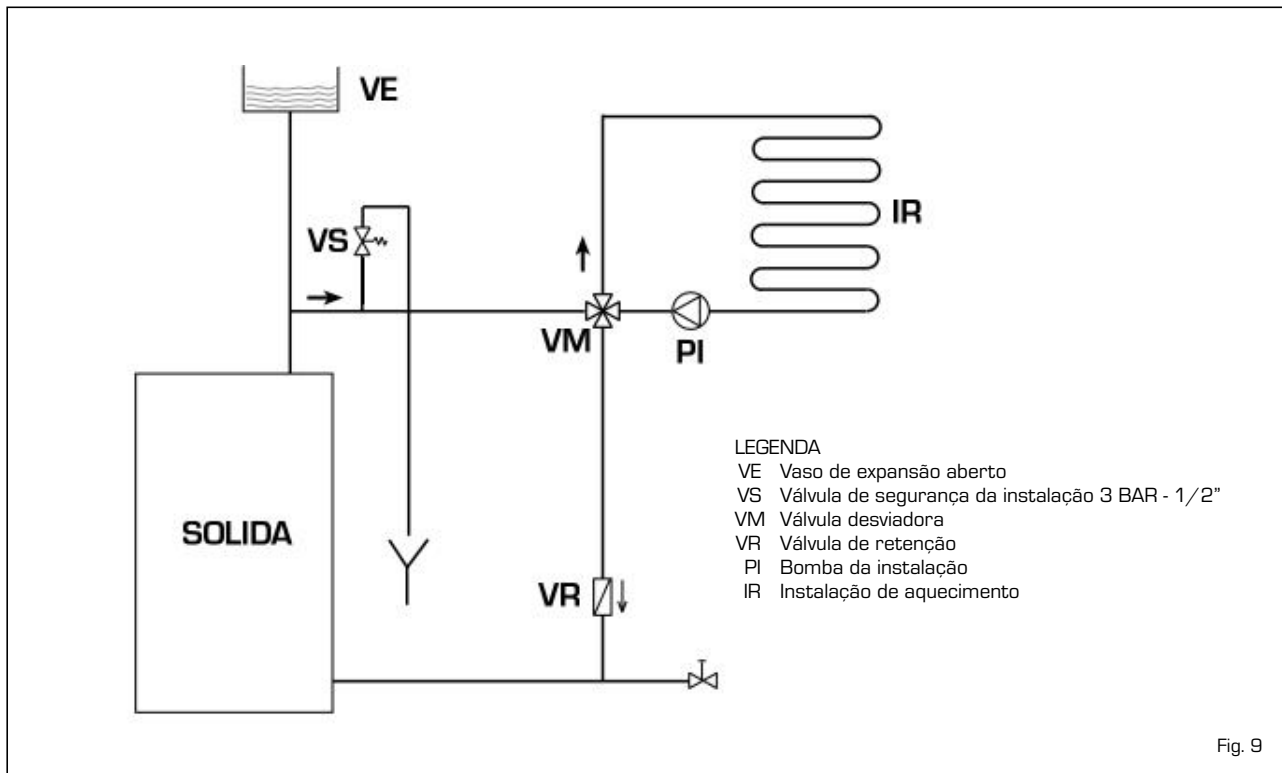 VE
VS
IR
VM
PI
SOLIDA
VR
LEGENDA
VE Vaso de expansão aberto
VS Válvula de segurança da instalação 3 BAR - 1/2”
VM Válvula desviadora
VR Válvula de retenção
PI Bomba da instalação
IR Instalação de aquecimento
Fig. 9